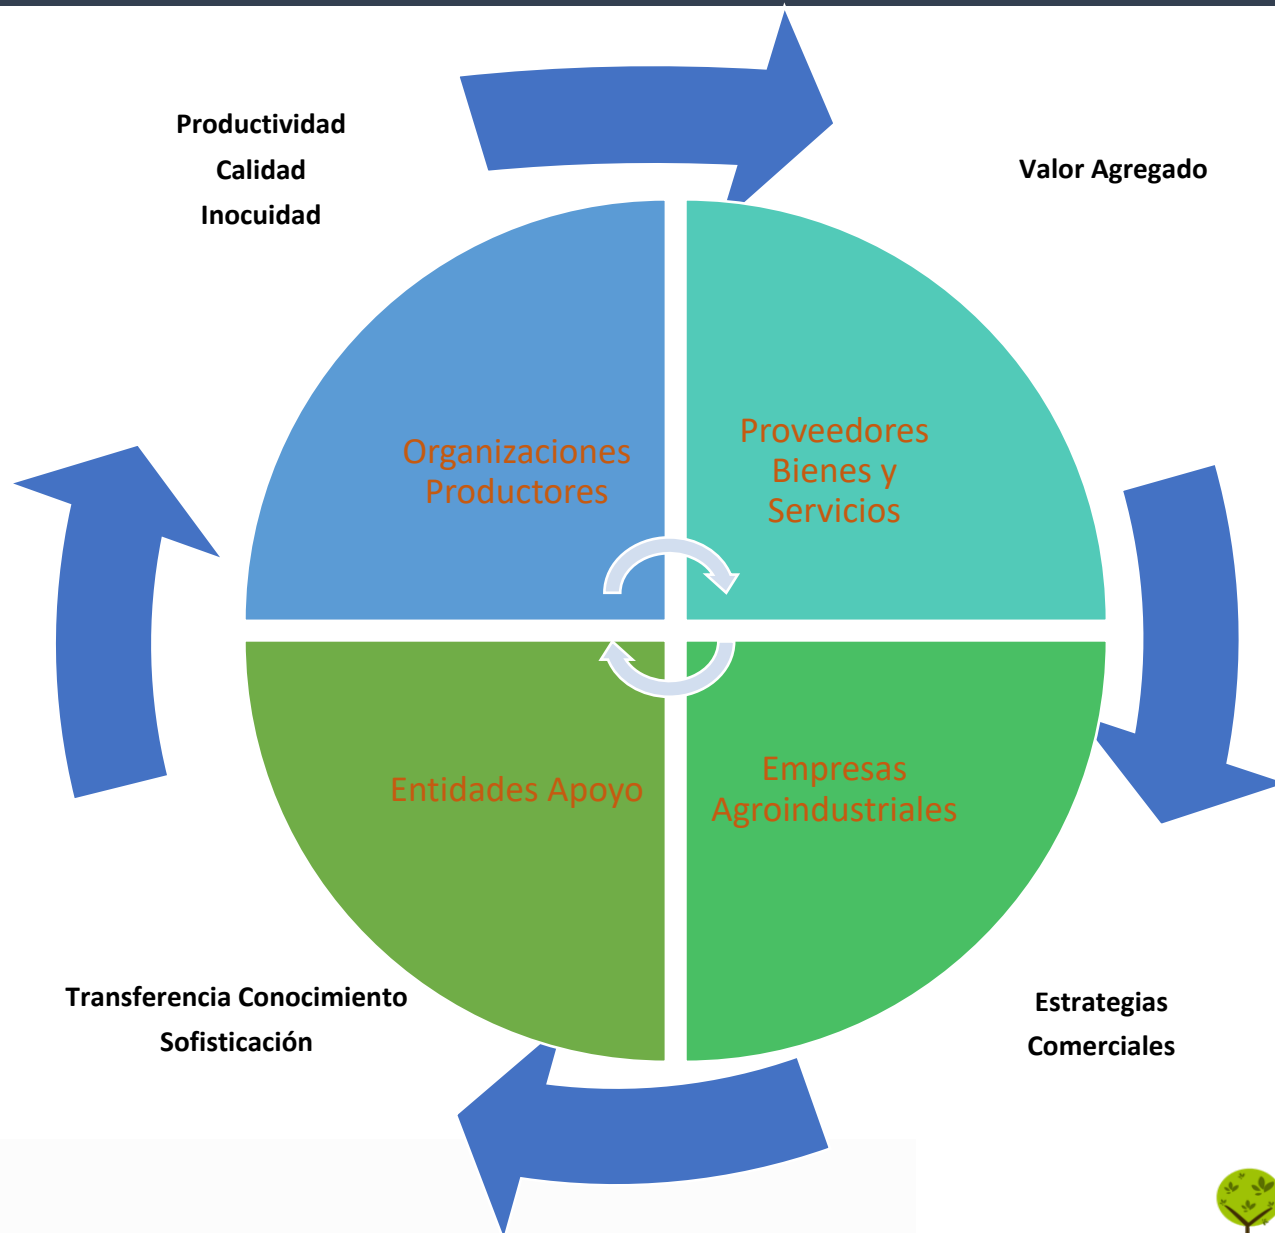 Productividad
Calidad
Inocuidad
Valor Agregado
Organizaciones
Productores
Proveedores
Bienes y
Servicios
Entidades Apoyo
Empresas
Agroindustriales
Transferencia Conocimiento
Sofisticación
Estrategias
Comerciales